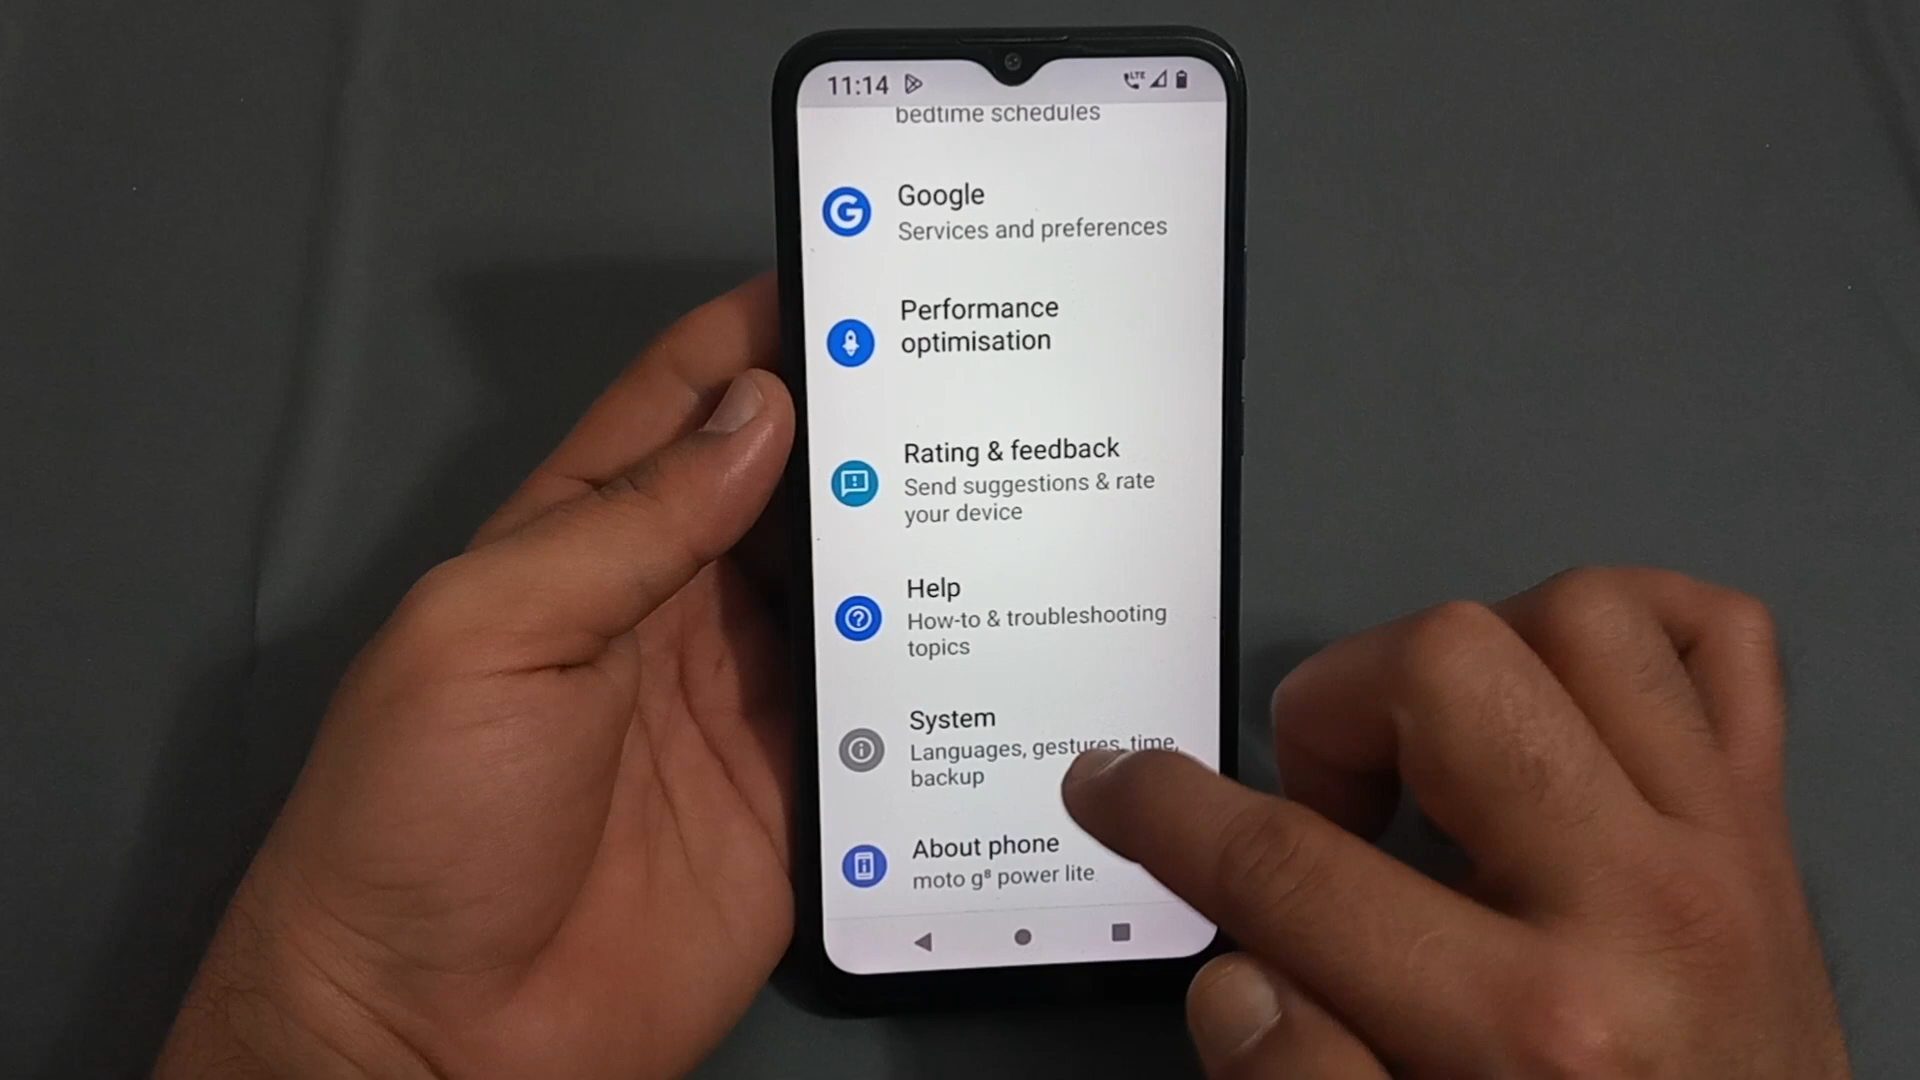 11:14
LTE
bedtime schedules
Google
Services and preferences
Performance
optimisation
Rating & feedback
Send suggestions & rate
your device
Help
How-to & troubleshooting
topics
System
Languages, gestures, time,
backup
About phone
moto g⁸ power lite